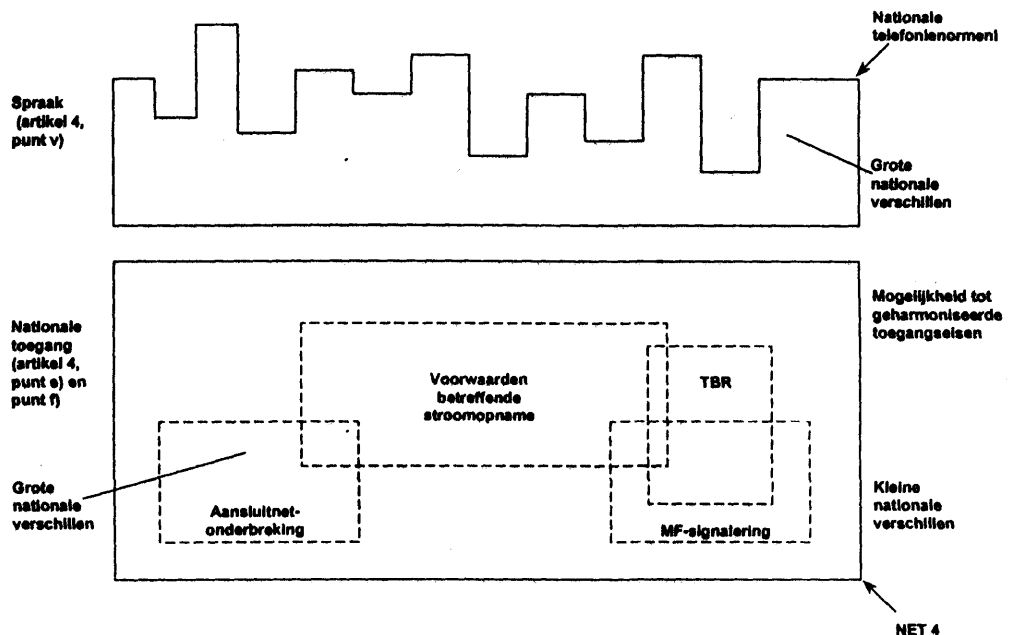 Nationale
telefonienormenl
Spraak
(artikel 4,
punt v)
Grote
nationale
verschillen
Mogelijkheid tot
geharmoniseerde
toegangseisen
Nationale
toegang
(artikel 4,
punt e) en
punt f)
Voorwaarden
betreffende
stroomopname
TBR
Grote
nationale
verschillen
Aansluitnet-
onderbreking
MF-signalering
Kleine
nationale
verschillen
NET 4